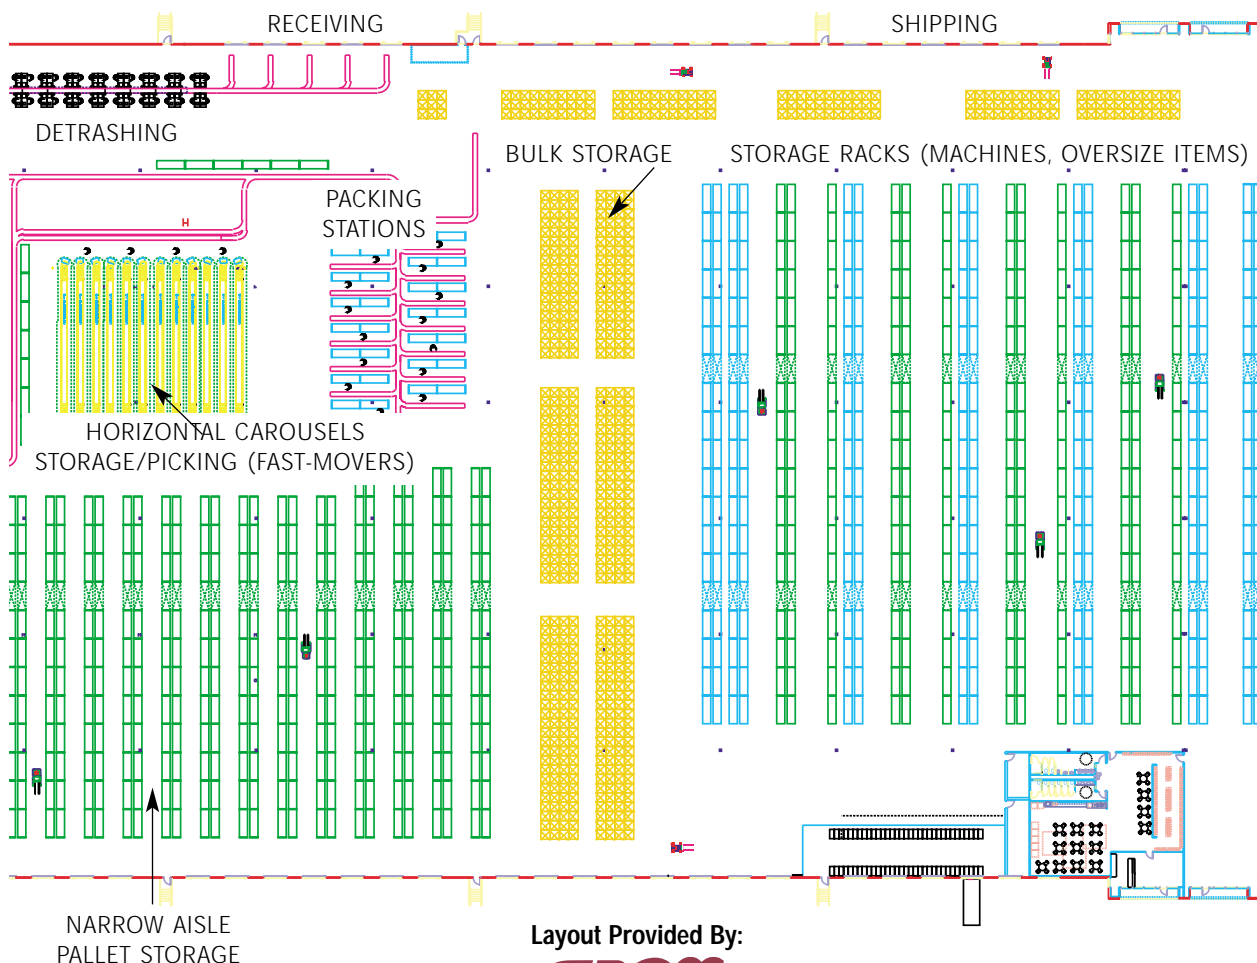 RECEIVING
SHIPPING
DETRASHING
BULK STORAGE
STORAGE RACKS (MACHINES, OVERSIZE ITEMS)
PACKING
STATIONS
H
HORIZONTAL CAROUSELS
STORAGE/PICKING (FAST-MOVERS)
NARROW AISLE
PALLET STORAGE
Layout Provided By: